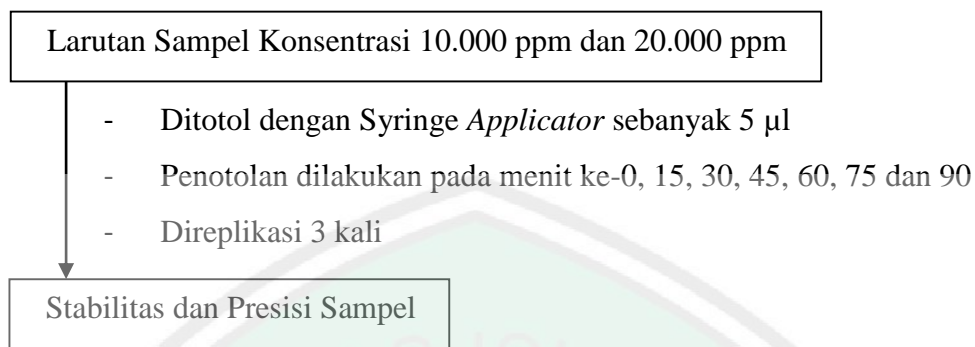 Larutan Sampel Konsentrasi 10.000 ppm dan 20.000 ppm
- Ditotol dengan Syringe Applicator sebanyak 5 µl
- Penotolan dilakukan pada menit ke-0, 15, 30, 45, 60, 75 dan 90
- Direplikasi 3 kali
Stabilitas dan Presisi Sampel